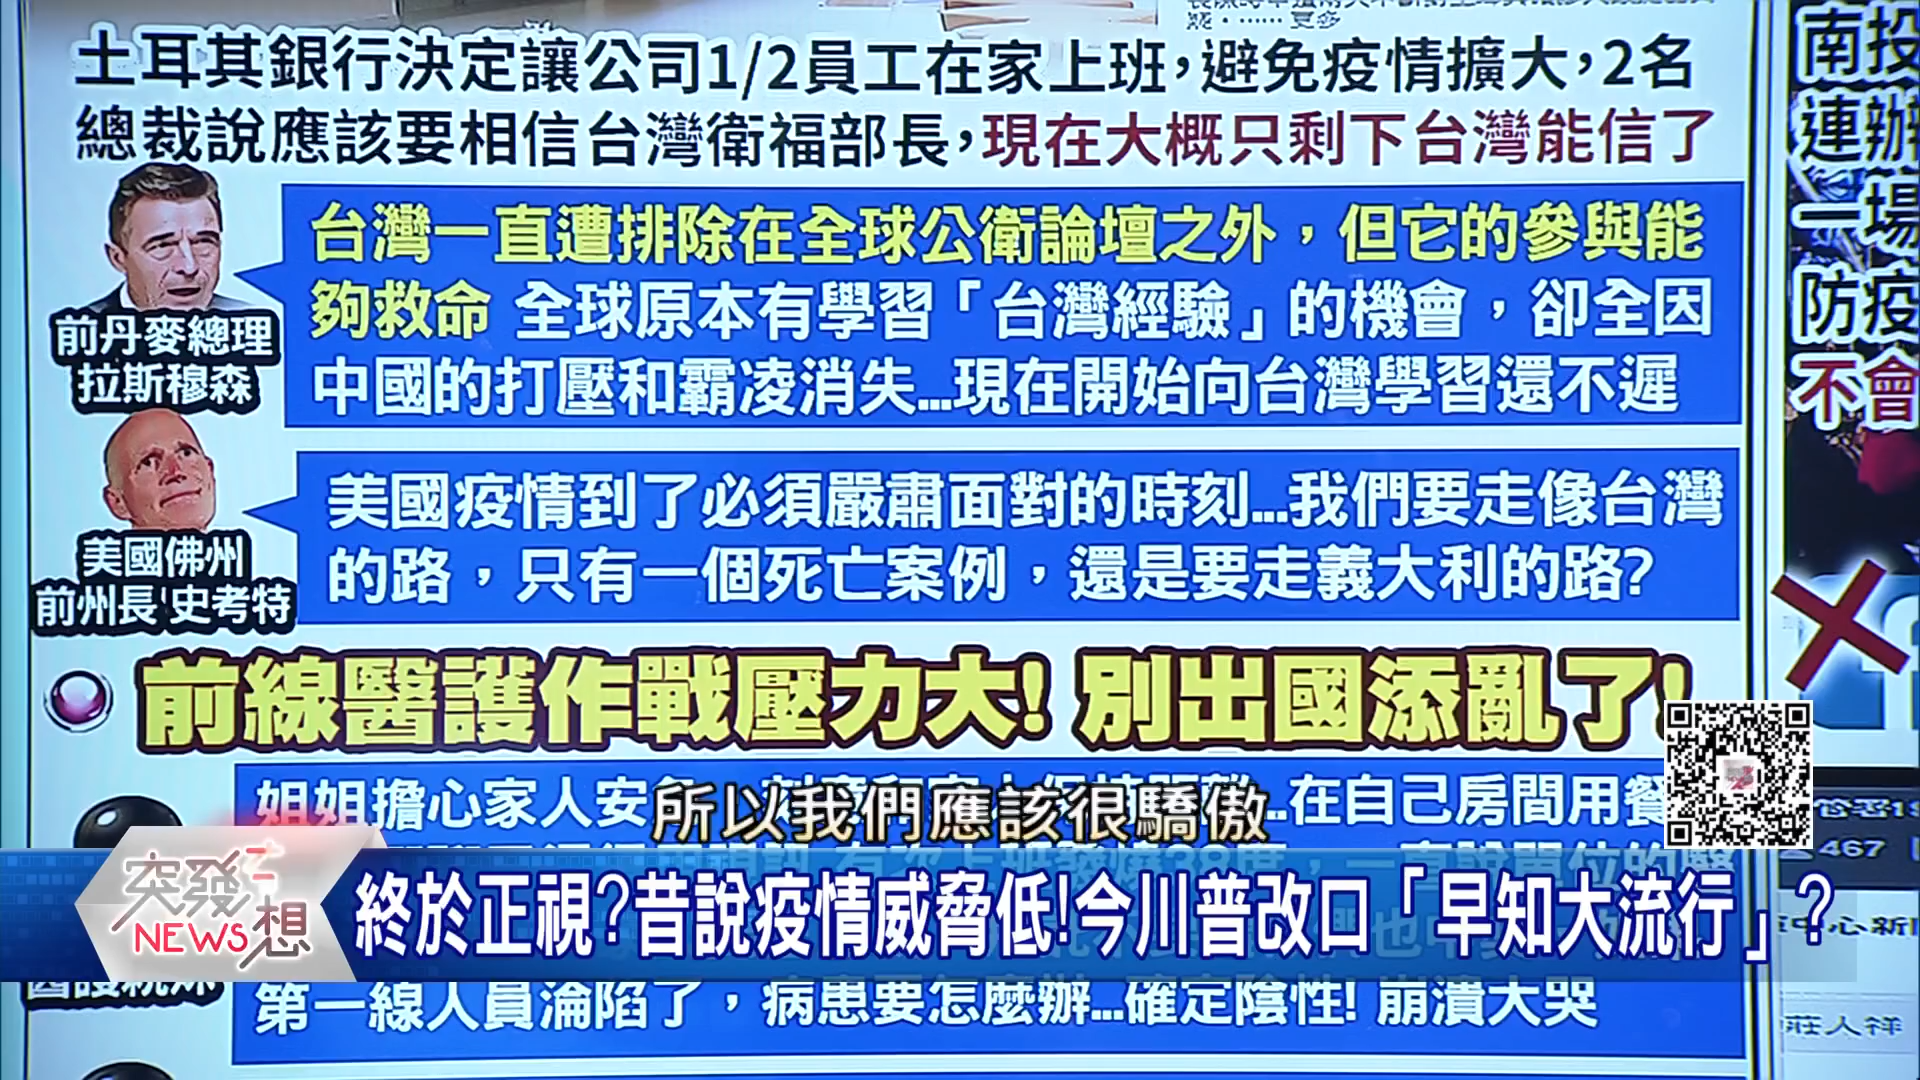 土耳其銀行決定讓公司1/2員工在家上班,避免疫情擴大,2名
總裁說應該要相信台灣衛福部長,現在大概只剩下台灣能信了
台灣一直遭排除在全球公衛論壇之外，但它的參與能
夠救命 全球原本有學習「台灣經驗」的機會，卻全因
中國的打壓和霸凌消失...現在開始向台灣學習還不遲
前丹麥總理
拉斯穆森
美國疫情到了必須嚴肅面對的時刻...我們要走像台灣
的路，只有一個死亡案例，還是要走義大利的路?
美國佛州
前州長 史考特
前線醫護作戰壓力大! 別出國添亂了!
姐姐擔心家人安
...在自己房間用餐
所以我們應該很驕傲
突發二想
NEWS
終於正視?昔說疫情威脅低!今川普改口「早知大流行」?
第一線人員淪陷了，病患要怎麼辦...確定陰性! 崩潰大哭
南投
連辦
一場
防疫
不會
467
中心新
莊人祥